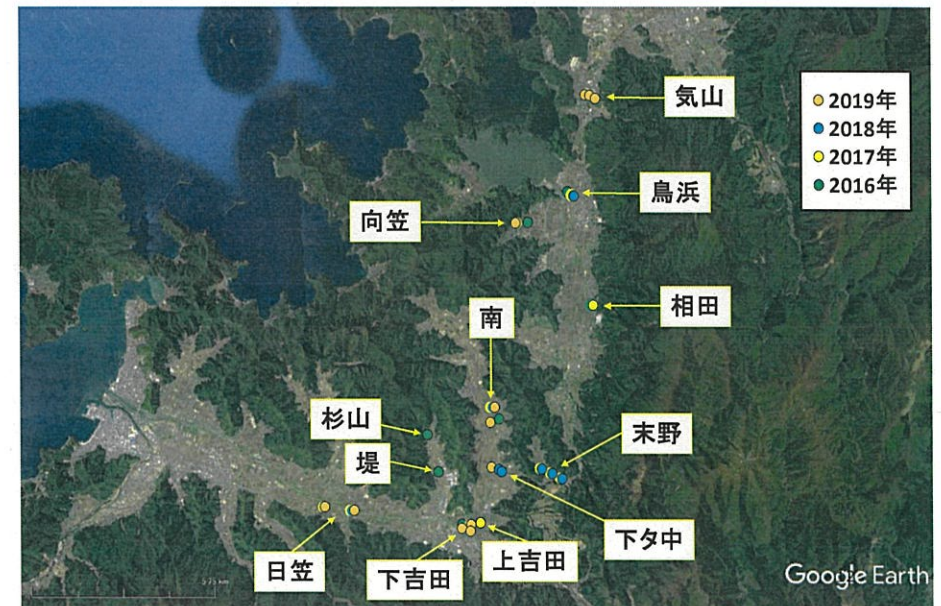 気山
2019年
2018年
2017年
2016年
鳥浜
向笠
相田
南
杉山
末野
堤
下タ中
日笠
下吉田
上吉田
Google Earth